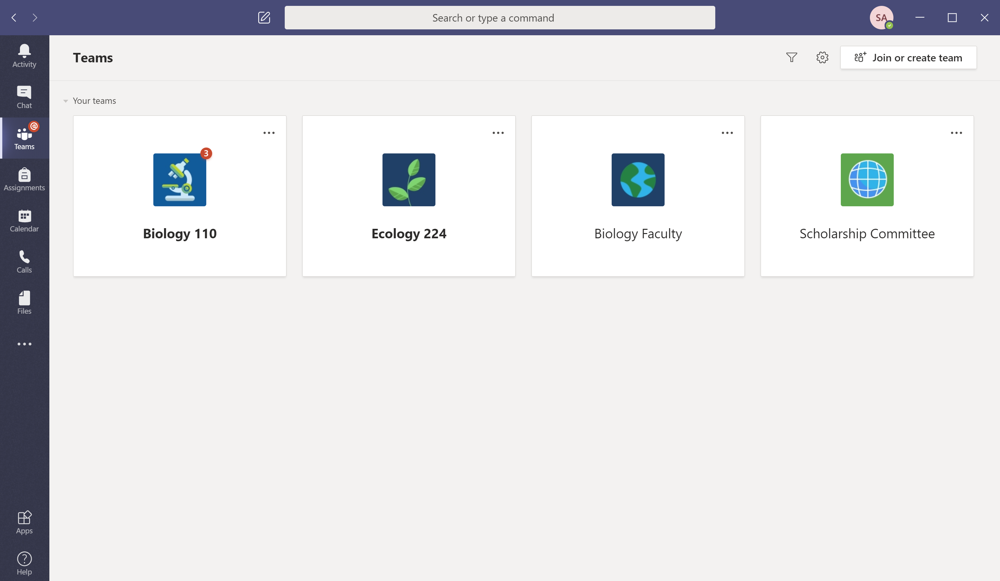 Search or type a command
SA
Activity
Chat
@
Teams
Assignments
Calendar
Calls
Files
Apps
Help
Teams
Join or create team
Your teams
3
Biology 110
Ecology 224
Biology Faculty
Scholarship Committee